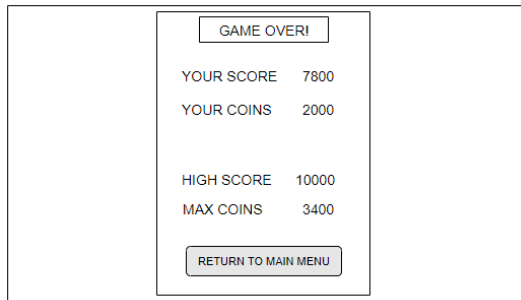 GAME OVER!
YOUR SCORE 7800
YOUR COINS 2000
HIGH SCORE 10000
MAX COINS 3400
RETURN TO MAIN MENU